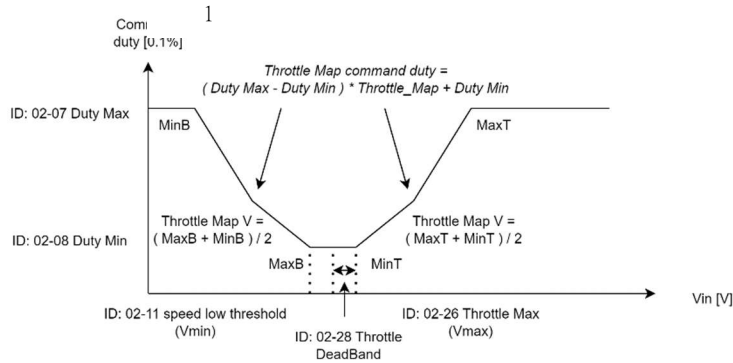 1
duty [0.1%]
Throttle Map command duty =
( Duty Max - Duty Min ) * Throttle_Map + Duty Min
ID: 02-07 Duty Max
MinB
MaxT
Throttle Map V =
( MaxB + MinB ) / 2
Throttle Map V =
( MaxT + MinT ) / 2
ID: 02-08 Duty Min
MaxB
MinT
Vin [V]
ID: 02-11 speed low threshold
(Vmin)
ID: 02-28 Throttle
DeadBand
ID: 02-26 Throttle Max
(Vmax)